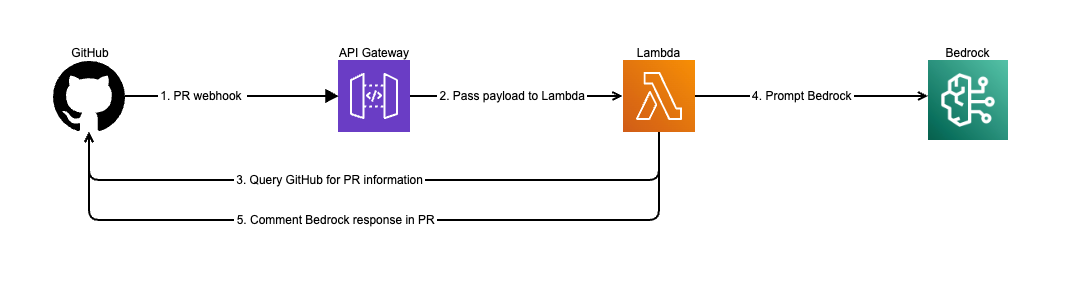 GitHub
API Gateway
Lambda
Bedrock
1. PR webhook
</>
2. Pass payload to Lambda
4. Prompt Bedrock
3. Query GitHub for PR information
5. Comment Bedrock response in PR